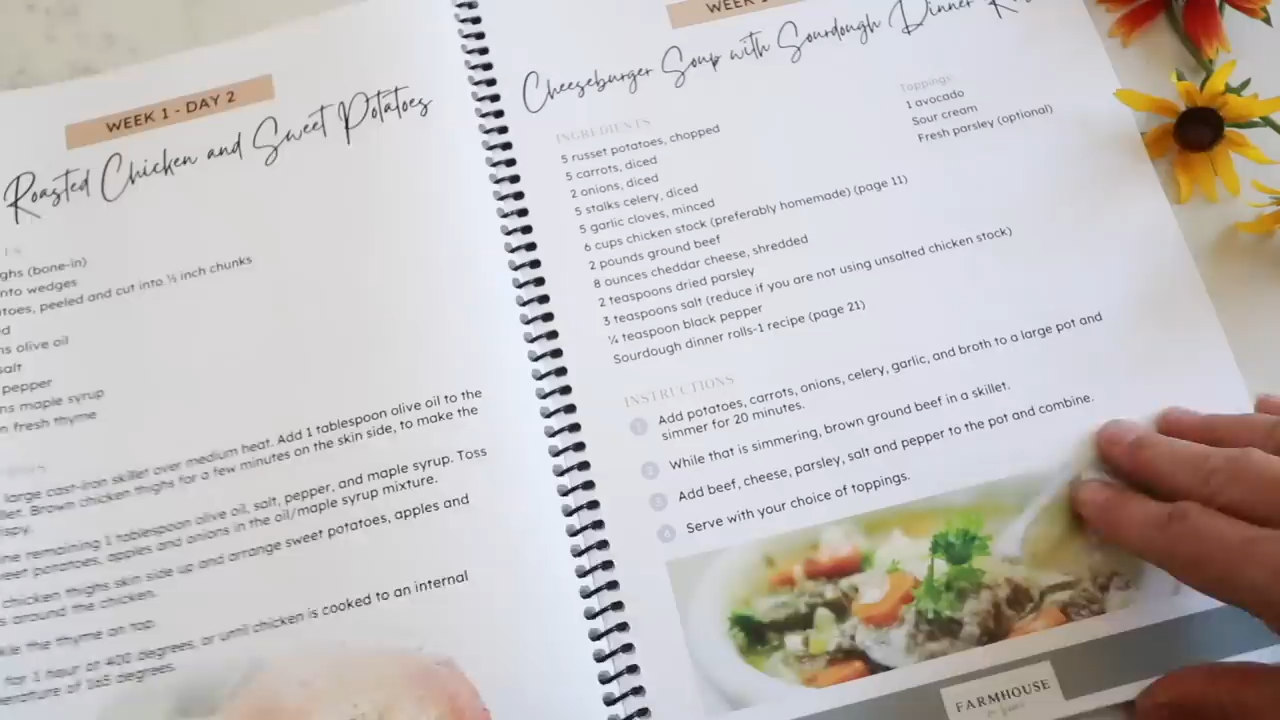 WEEK 1 - DAY 2
Roasted Chicken and Sweet Potatoes
ghs (bone-in)
nto wedges
toes, peeled and cut into ½ inch chunks
d
ns olive oil
salt
pepper
ns maple syrup
n fresh thyme
large cast-iron skillet over medium heat. Add 1 tablespoon olive oil to the
llet. Brown chicken thighs for a few minutes on the skin side, to make the
ispy.
ne remaining 1 tablespoon olive oil, salt, pepper, and maple syrup. Toss
weet potatoes, apples and onions in the oil/maple syrup mixture.
chicken thighs skin side up and arrange sweet potatoes, apples and
s around the chicken.
kle the thyme on top.
for 1 hour at 400 degrees, or until chicken is cooked to an internal
erature of 165 degrees.
WEEK
Cheeseburger Soup with Sourdough Dinner
INGREDIENTS
5 russet potatoes, chopped
5 carrots, diced
2 onions, diced
5 stalks celery, diced
5 garlic cloves, minced
6 cups chicken stock (preferably homemade) (page 11)
2 pounds ground beef
8 ounces cheddar cheese, shredded
2 teaspoons dried parsley
3 teaspoons salt (reduce if you are not using unsalted chicken stock)
¼ teaspoon black pepper
Sourdough dinner rolls-1 recipe (page 21)
Toppings
1 avocado
Sour cream
Fresh parsley (optional)
INSTRUCTIONS
1 Add potatoes, carrots, onions, celery, garlic, and broth to a large pot and
simmer for 20 minutes.
2 While that is simmering, brown ground beef in a skillet.
3 Add beef, cheese, parsley, salt and pepper to the pot and combine.
Serve with your choice of toppings.
FARMHOUSE